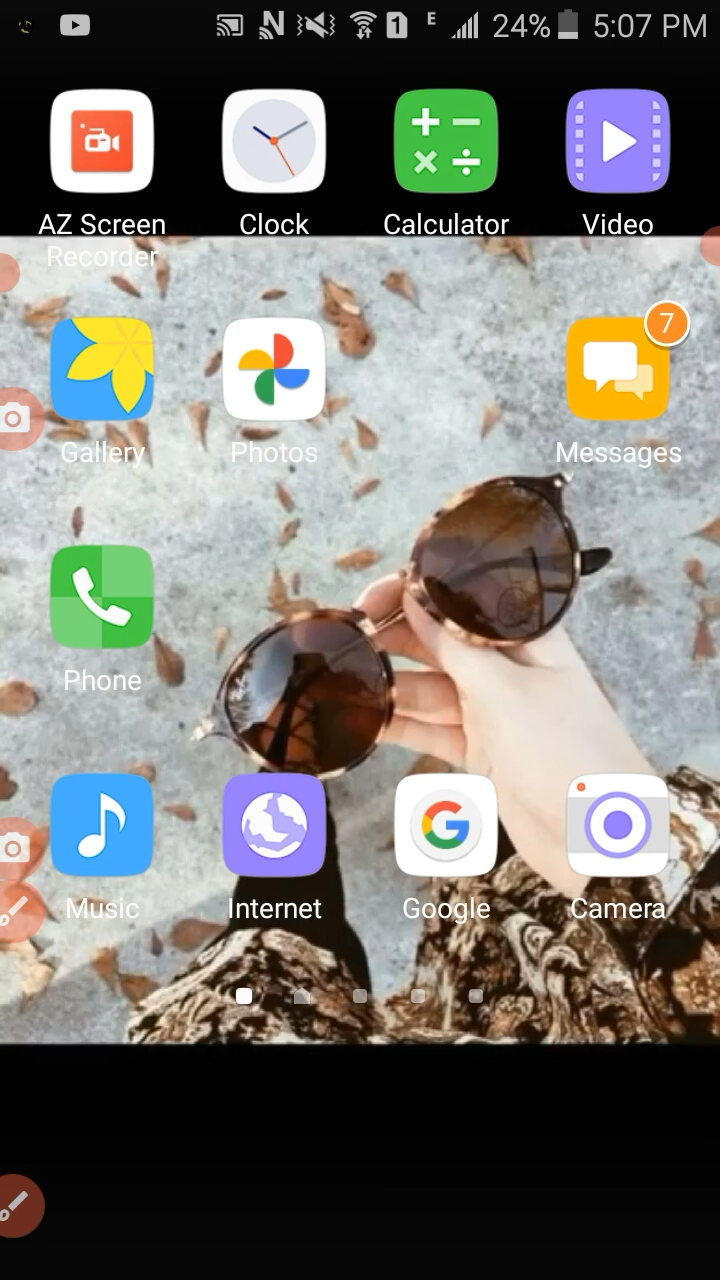 1 E 24% 5:07 PM
AZ Screen Recorder
Clock
Calculator
Video
Gallery
Photos
7
Messages
Phone
Music
Internet
Google
Camera